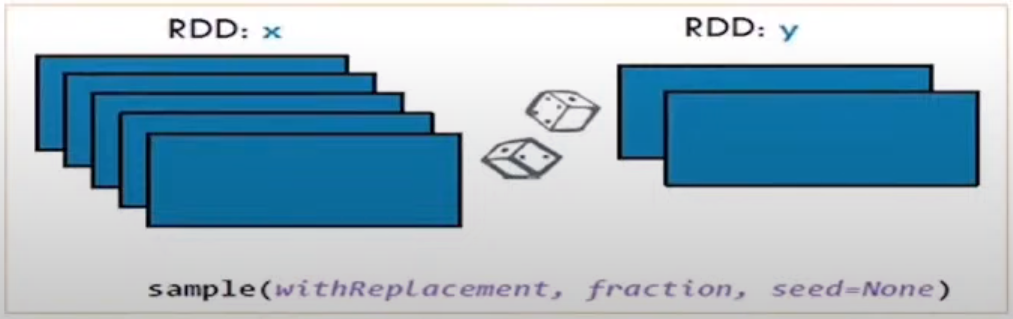 RDD: x
RDD: y
sample(withReplacement, fraction, seed=None)